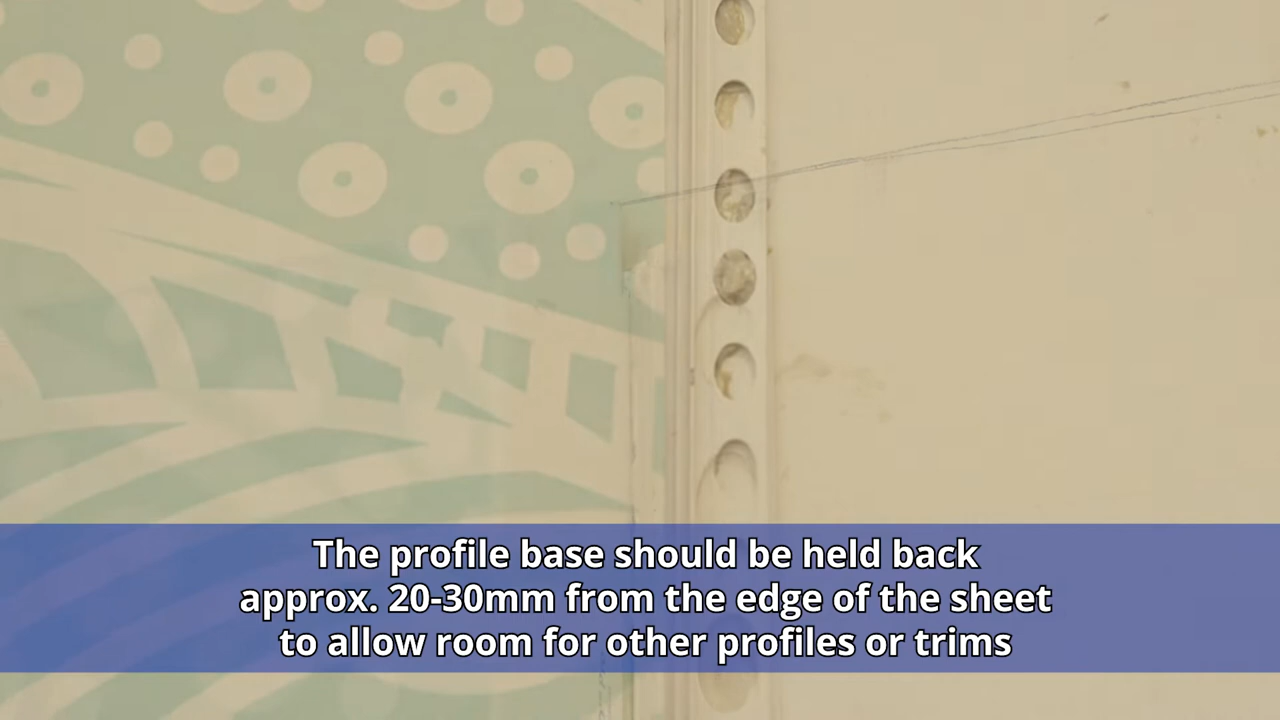 The profile base should be held back
approx. 20-30mm from the edge of the sheet
to allow room for other profiles or trims